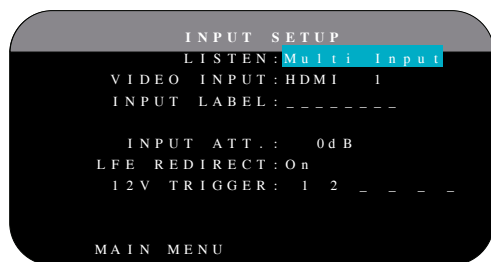 INPUT SETUP
LISTEN: Multi Input
VIDEO INPUT: HDMI 1
INPUT LABEL: _ _ _ _ _ _ _ _
INPUT ATT.: 0dB
LFE REDIRECT: On
12V TRIGGER: 1 2 _ _ _ _
MAIN MENU